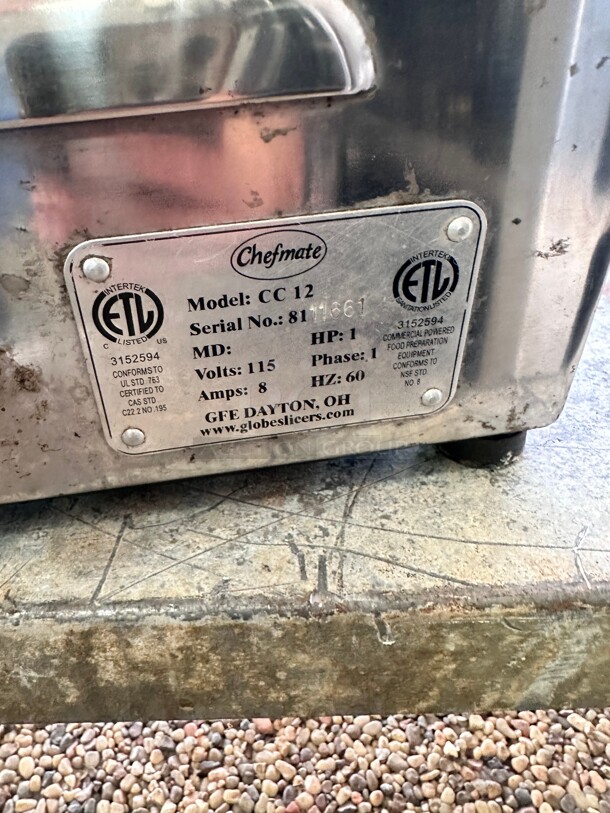 Chefmate
Model: CC 12
Serial No.: 81
MD:
HP: 1
Volts: 115
Phase: 1
Amps: 8
HZ: 60
GFE DAYTON, OH
www.globeslicers.com
INTERTEK
ETL
C LISTED US
3152594
CONFORMS TO
UL STD. 763
CERTIFIED TO
CAS STD
C22.2 NO .195
INTERTEK
ETL
SANITATION LISTED
3152594
COMMERCIAL POWERED
FOOD PREPARATION
EQUIPMENT
CONFORMS TO
NSF STD
NO 8